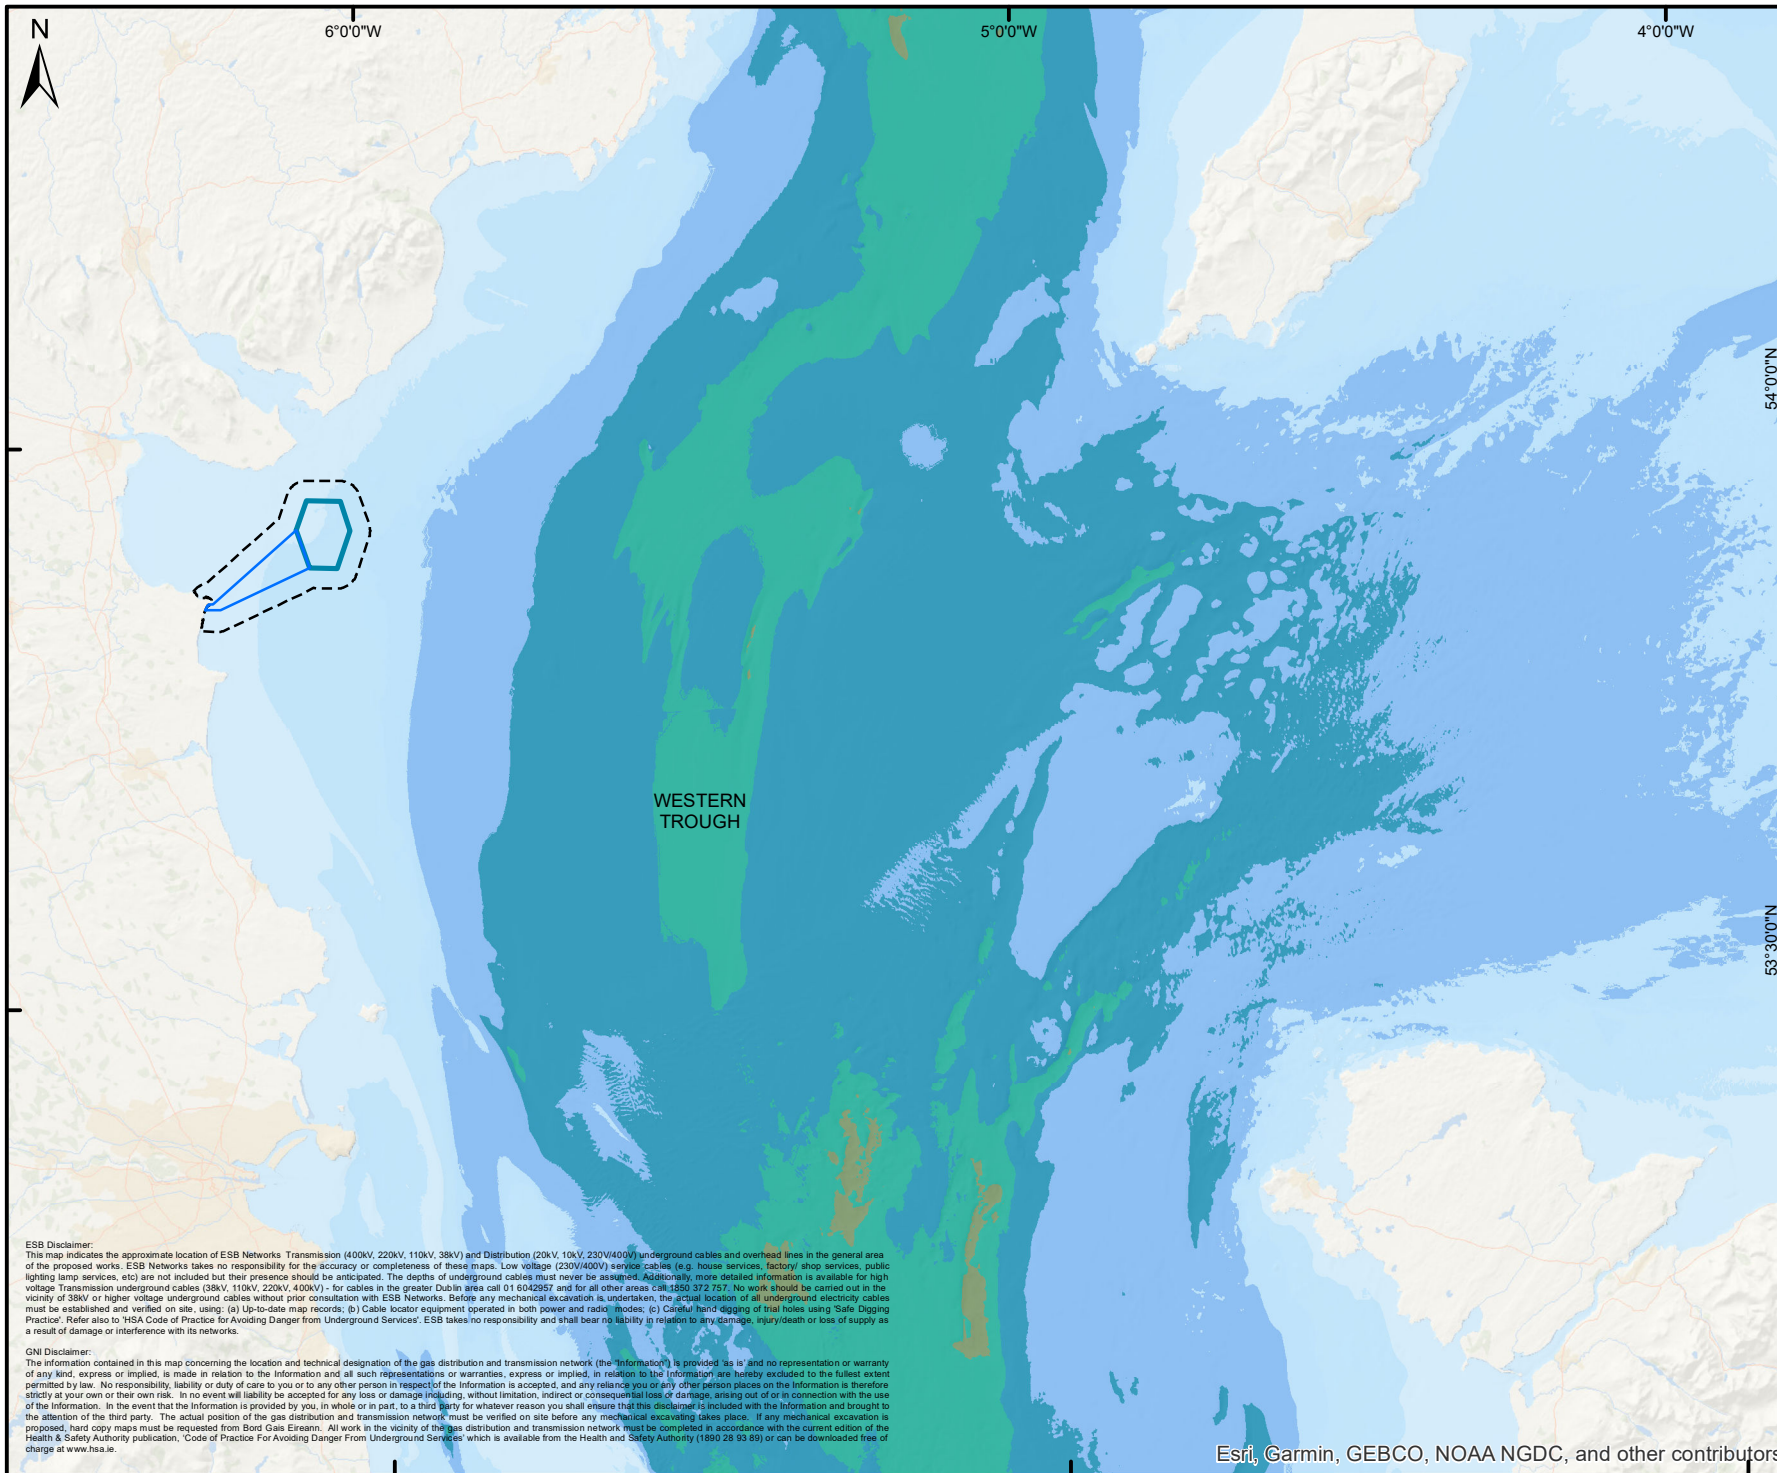 N
6°0'0"W
5°0'0"W
4°0'0"W
54°0'0"N
53°30'0"N
WESTERN
TROUGH
ESB Disclaimer:
This map indicates the approximate location of ESB Networks Transmission (400kV, 220kV, 110kV, 38kV) and Distribution (20kV, 10kV, 230V/400V) underground cables and overhead lines in the general area
of the proposed works. ESB Networks takes no responsibility for the accuracy or completeness of these maps. Low voltage (230V/400V) service cables (e.g. house services, factory/ shop services, public
lighting lamp services, etc) are not included but their presence should be anticipated. The depths of underground cables must never be assumed. Additionally, more detailed information is available for high
voltage Transmission underground cables (38kV, 110kV, 220kV, 400kV) - for cables in the greater Dublin area call 01 6042957 and for all other areas call 1850 372 757. No work should be carried out in the
vicinity of 38kV or higher voltage underground cables without prior consultation with ESB Networks. Before any mechanical excavation is undertaken, the actual location of all underground electricity cables
must be established and verified on site, using: (a) Up-to-date map records; (b) Cable locator equipment operated in both power and radio modes; (c) Careful hand digging of trial holes using 'Safe Digging
Practice'. Refer also to 'HSA Code of Practice for Avoiding Danger from Underground Services'. ESB takes no responsibility and shall bear no liability in relation to any damage, injury/death or loss of supply as
a result of damage or interference with its networks.
GNI Disclaimer:
The information contained in this map concerning the location and technical designation of the gas distribution and transmission network (the "Information") is provided 'as is' and no representation or warranty
of any kind, express or implied, is made in relation to the Information and all such representations or warranties, express or implied, in relation to the Information are hereby excluded to the fullest extent
permitted by law. No responsibility, liability or duty of care to you or to any other person in respect of the Information is accepted, and any reliance you or any other person places on the Information is therefore
strictly at your own or their own risk. In no event will liability be accepted for any loss or damage including, without limitation, indirect or consequential loss or damage, arising out of or in connection with the use
of the Information. In the event that the Information is provided by you, in whole or in part, to a third party for whatever reason you shall ensure that this disclaimer is included with the Information and brought to
the attention of the third party. The actual position of the gas distribution and transmission network must be verified on site before any mechanical excavating takes place. If any mechanical excavation is
proposed, hard copy maps must be requested from Bord Gais Eireann. All work in the vicinity of the gas distribution and transmission network must be completed in accordance with the current edition of the
Health & Safety Authority publication, 'Code of Practice For Avoiding Danger From Underground Services' which is available from the Health and Safety Authority (1890 28 93 89) or can be downloaded free of
charge at www.hsa.ie.
Esri, Garmin, GEBCO, NOAA NGDC, and other contributors